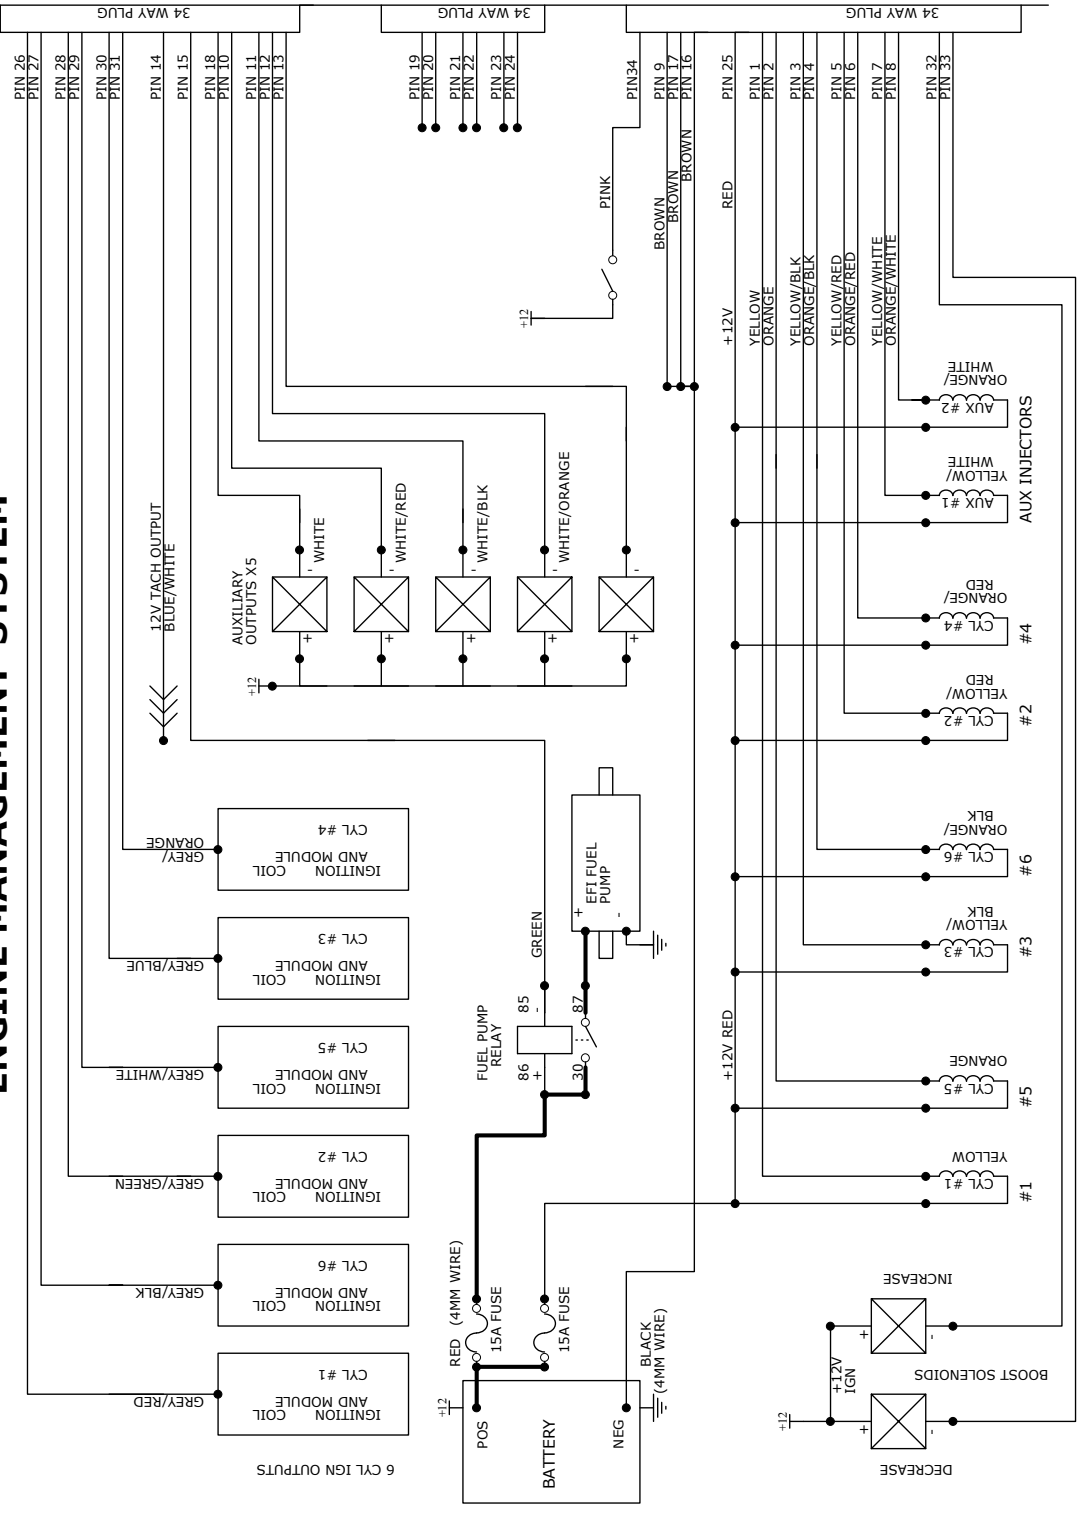 ENGINE MANAGEMENT SYSTEM
34 WAY PLUG
34 WAY PLUG
34 WAY PLUG
PIN 26
PIN 27
PIN 28
PIN 29
PIN 30
PIN 31
PIN 14
PIN 15
PIN 18
PIN 10
PIN 11
PIN 12
PIN 13
PIN 19
PIN 20
PIN 21
PIN 22
PIN 23
PIN 24
PIN34
PIN 9
PIN 17
PIN 16
PIN 25
PIN 1
PIN 2
PIN 3
PIN 4
PIN 5
PIN 6
PIN 7
PIN 8
PIN 32
PIN 33
PINK
+12
BROWN
BROWN
BROWN
RED
+12V
YELLOW
ORANGE
YELLOW/BLK
ORANGE/BLK
YELLOW/RED
ORANGE/RED
YELLOW/WHITE
ORANGE/WHITE
12V TACH OUTPUT
BLUE/WHITE
AUXILIARY
OUTPUTS X5
+12
WHITE
WHITE/RED
WHITE/BLK
WHITE/ORANGE
+
-
+
-
+
-
+
-
+
-
ORANGE/
WHITE
AUX #2
YELLOW/
WHITE
AUX #1
AUX INJECTORS
ORANGE/
RED
CYL #4
#4
YELLOW/
RED
CYL #2
#2
ORANGE/
BLK
CYL #6
#6
YELLOW/
BLK
CYL #3
#3
ORANGE
CYL #5
#5
YELLOW
CYL #1
#1
+12V RED
GREY/
ORANGE
IGNITION COIL
AND MODULE
CYL #4
GREY/BLUE
IGNITION COIL
AND MODULE
CYL #3
GREY/WHITE
IGNITION COIL
AND MODULE
CYL #5
GREY/GREEN
IGNITION COIL
AND MODULE
CYL #2
GREY/BLK
IGNITION COIL
AND MODULE
CYL #6
GREY/RED
IGNITION COIL
AND MODULE
CYL #1
6 CYL IGN OUTPUTS
EFI FUEL
PUMP
+
-
GREEN
FUEL PUMP
RELAY
85
-
87
86
+
30
RED (4MM WIRE)
15A FUSE
15A FUSE
BLACK
(4MM WIRE)
+12
POS
NEG
BATTERY
INCREASE
+
-
+12V
IGN
BOOST SOLENOIDS
+12
+
-
DECREASE